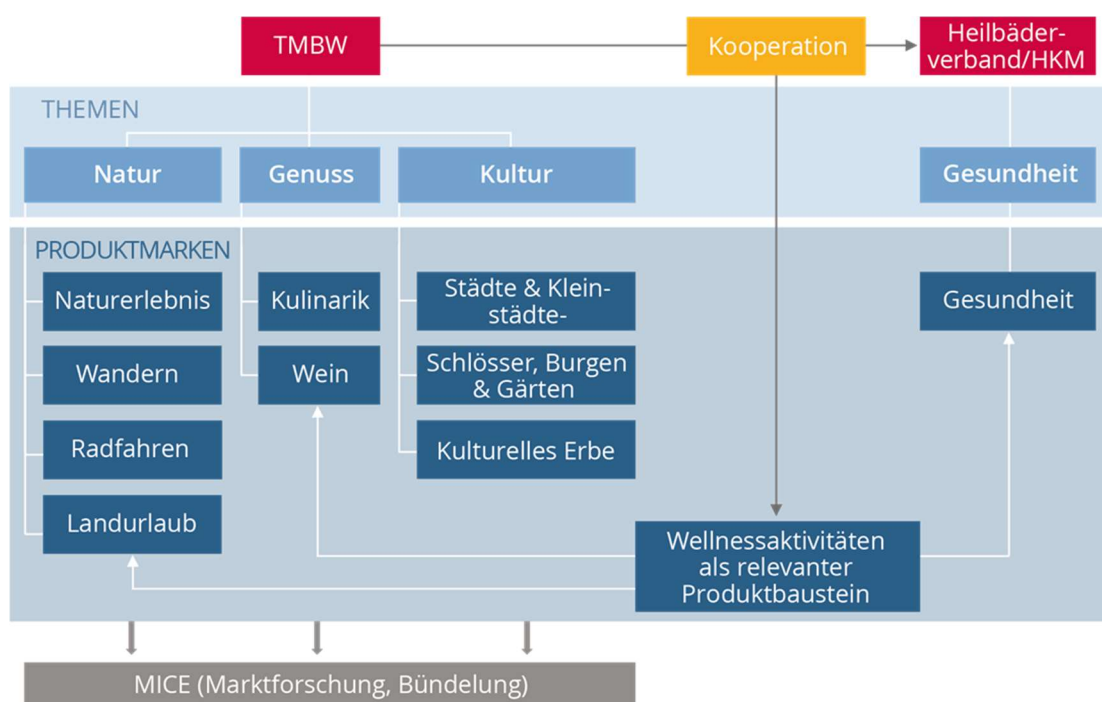 TMBW
Kooperation
Heilbäder-
verband/HKM
THEMEN
Natur
Genuss
Kultur
Gesundheit
PRODUKTMARKEN
Naturerlebnis
Kulinarik
Städte & Klein-
städte-
Gesundheit
Wandern
Wein
Schlösser, Burgen
& Gärten
Radfahren
Kulturelles Erbe
Landurlaub
Wellnessaktivitäten
als relevanter
Produktbaustein
MICE (Marktforschung, Bündelung)